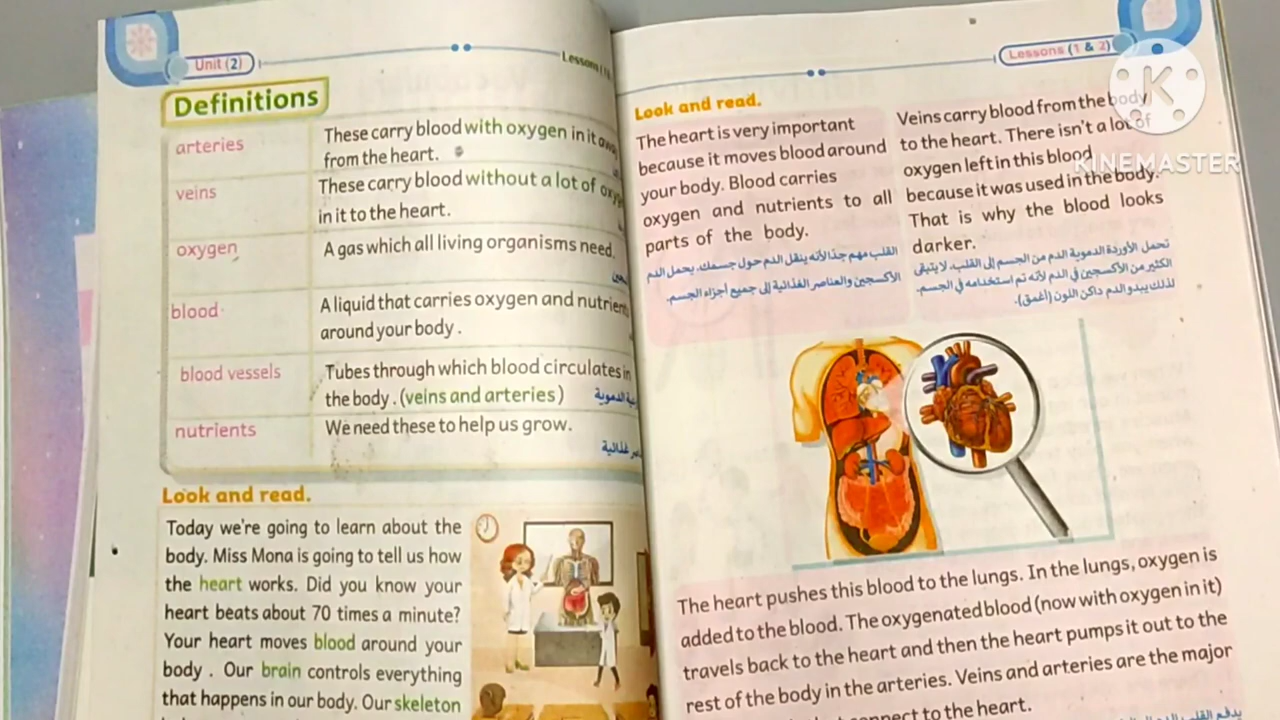 Unit (2)
Lessons (1
Definitions
arteries
These carry blood with oxygen in it away
from the heart.
veins
These carry blood without a lot of
in it to the heart.
oxygen
A gas which all living organisms need.
blood
A liquid that carries oxygen and nutrients
around your body .
blood vessels
Tubes through which blood circulates in
the body . (veins and arteries)
nutrients
We need these to help us grow.
Look and read.
Today we're going to learn about the
body. Miss Mona is going to tell us how
the heart works. Did you know your
heart beats about 70 times a minute?
Your heart moves blood around your
body . Our brain controls everything
that happens in our body. Our skeleton
Lessons (1 & 2)
Look and read.
The heart is very important
because it moves blood around
your body. Blood carries
oxygen and nutrients to all
parts of the body.
القلب مهم جدا لأنه ينقل الدم حول جسمك. يحمل الدم
الأكسجين والعناصر الغذائية إلى جميع أجزاء الجسم.
Veins carry blood from the body
to the heart. There isn't a lot of
oxygen left in this blood
because it was used in the body.
That is why the blood looks
darker.
تحمل الأوردة الدموية الدم من الجسم إلى القلب. لا يتبقى
الكثير من الأكسجين في الدم لأنه تم استخدامه في الجسم.
لذلك يبدو الدم داكن اللون (أغمق).
The heart pushes this blood to the lungs. In the lungs, oxygen is
added to the blood. The oxygenated blood (now with oxygen in it)
travels back to the heart and then the heart pumps it out to the
rest of the body in the arteries. Veins and arteries are the major
connect to the heart.
K
KINEMASTER